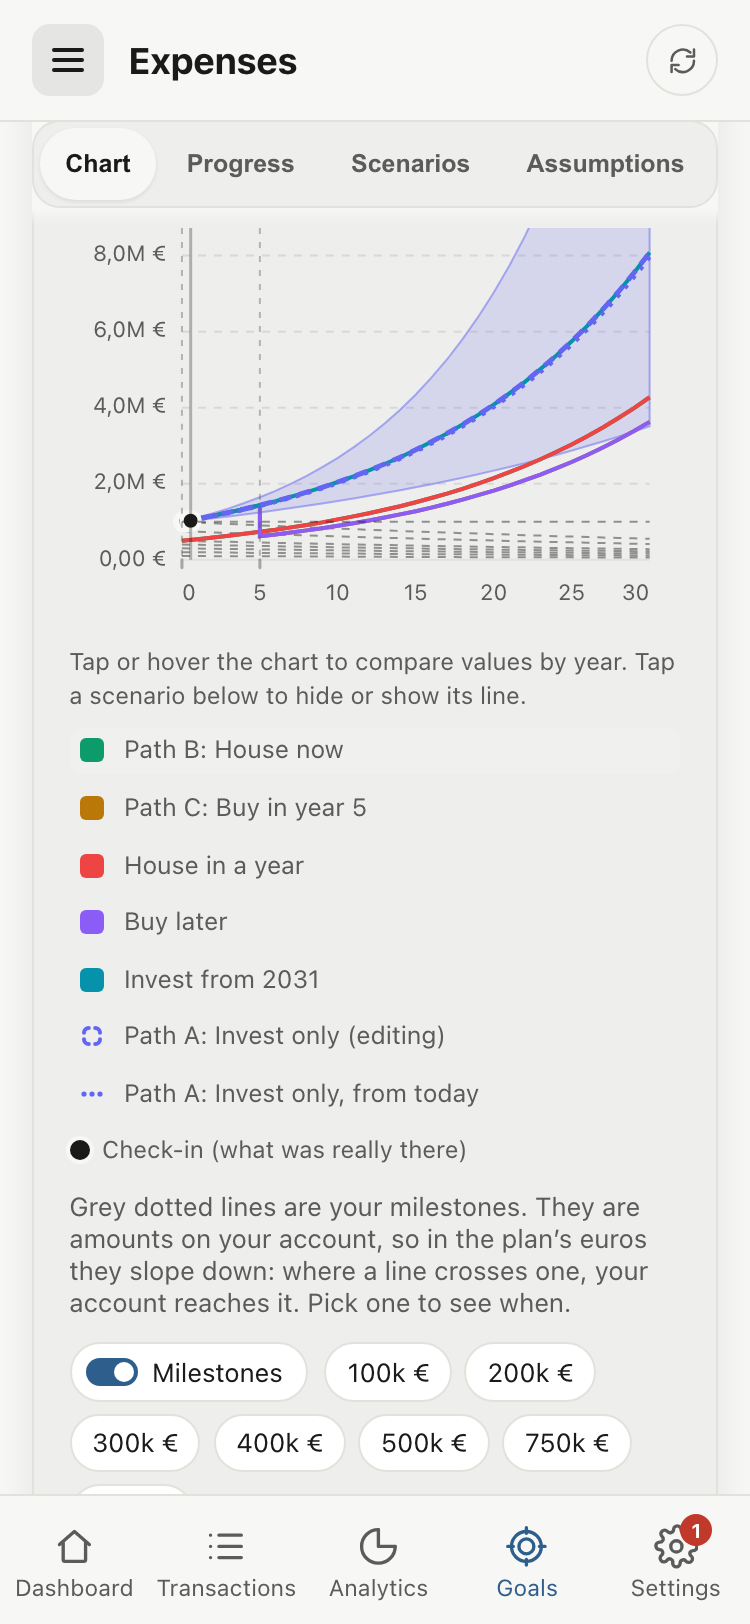 Expenses
Chart
Progress
Scenarios
Assumptions
8,0M €
6,0M €
4,0M €
2,0M €
0,00 €
0
5
10
15
20
25
30
Tap or hover the chart to compare values by year. Tap
a scenario below to hide or show its line.
Path B: House now
Path C: Buy in year 5
House in a year
Buy later
Invest from 2031
Path A: Invest only (editing)
Path A: Invest only, from today
Check-in (what was really there)
Grey dotted lines are your milestones. They are
amounts on your account, so in the plan’s euros
they slope down: where a line crosses one, your
account reaches it. Pick one to see when.
Milestones
100k €
200k €
300k €
400k €
500k €
750k €
Dashboard
Transactions
Analytics
Goals
1
Settings